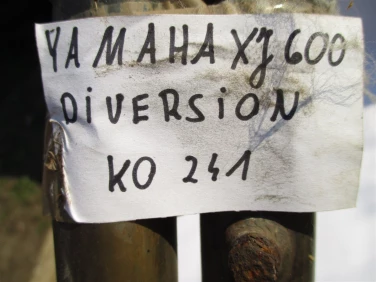 YAMAHA XJ 600
DiVERSiON
KO 241